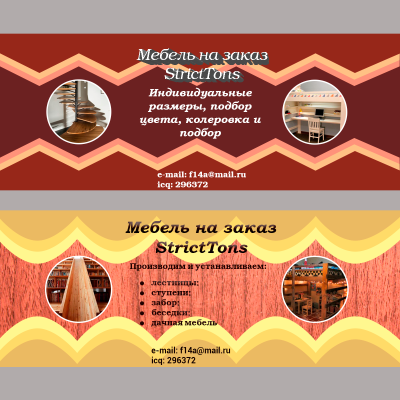 Мебель на заказ
StrictTons
Индивидуальные
размеры, подбор
цвета, колеровка и
подбор
e-mail: f14a@mail.ru
icq: 296372
Мебель на заказ
StrictTons
Производим и устанавливаем:
• лестницы;
• ступени;
• забор;
• беседки;
• дачная мебель
e-mail: f14a@mail.ru
icq: 296372